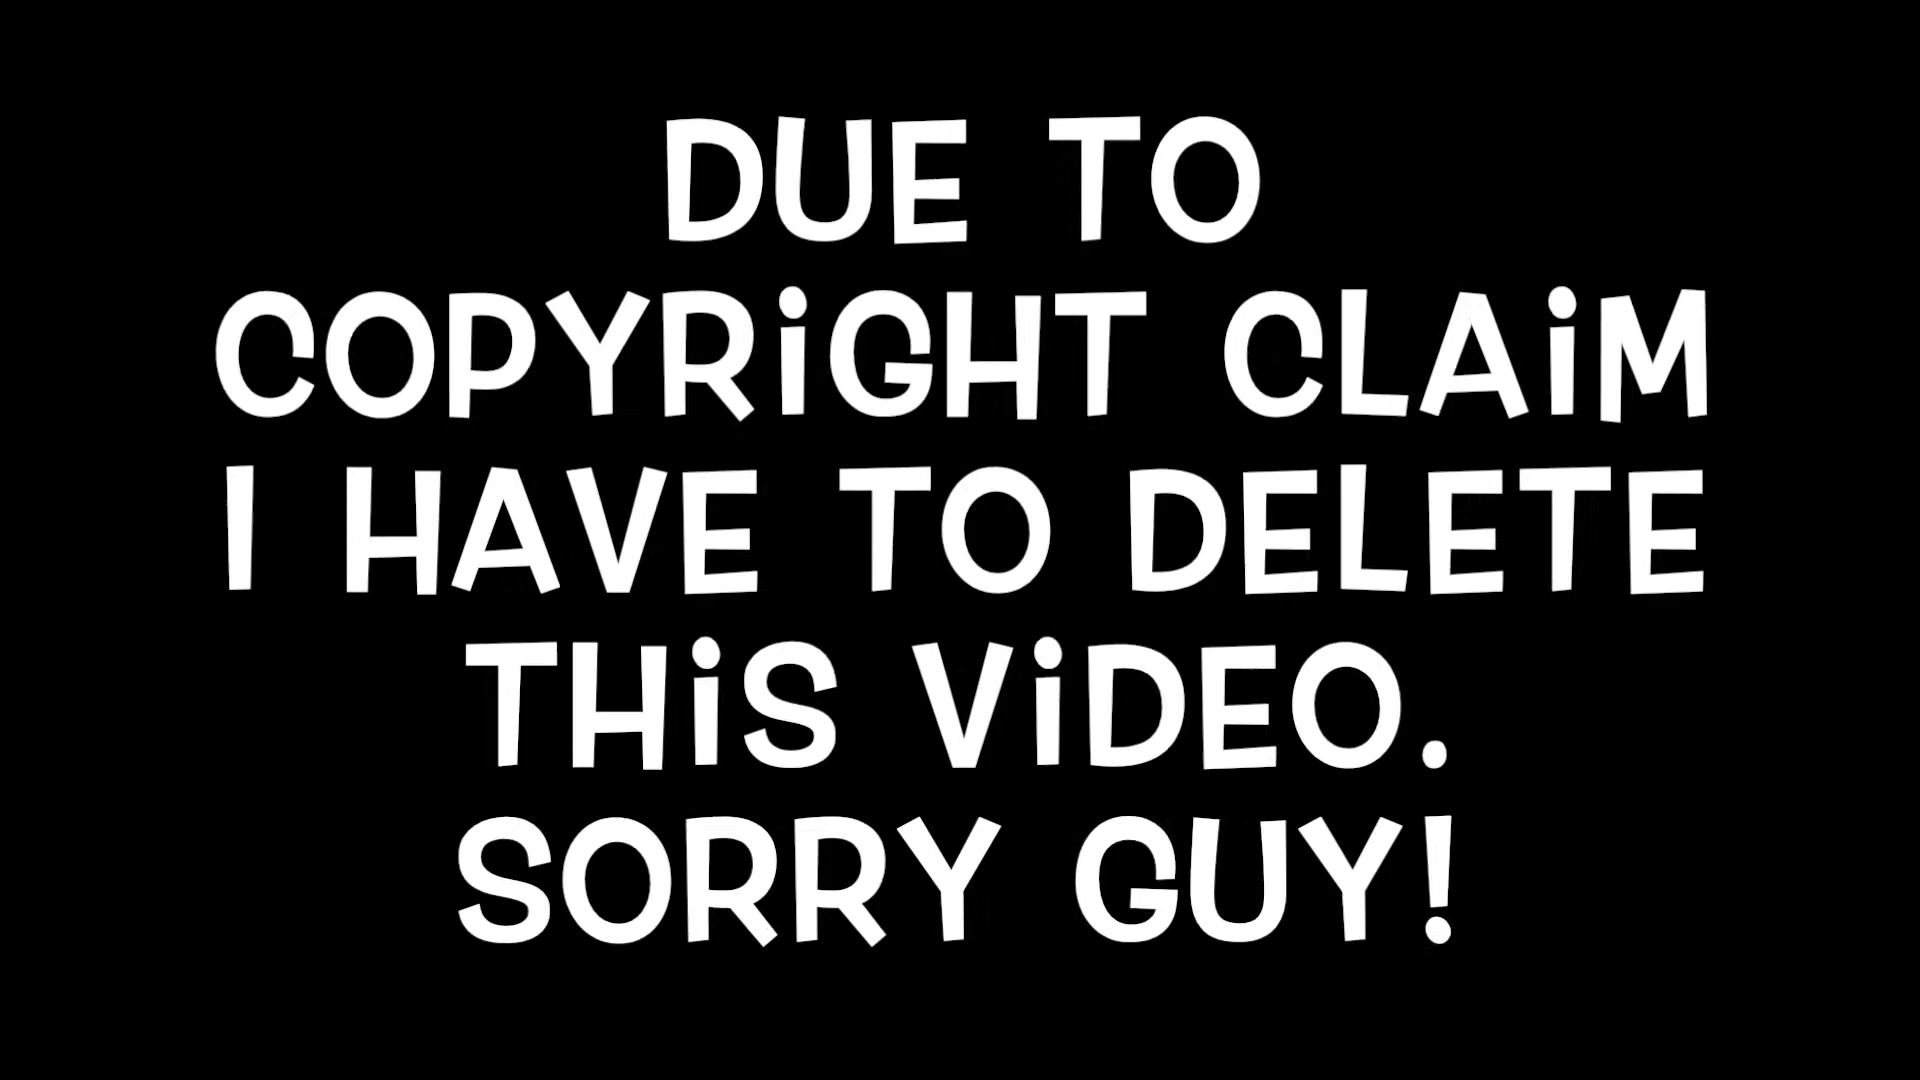 DUE TO
COPYRiGHT CLAiM
I HAVE TO DELETE
THiS ViDEO.
SORRY GUY!